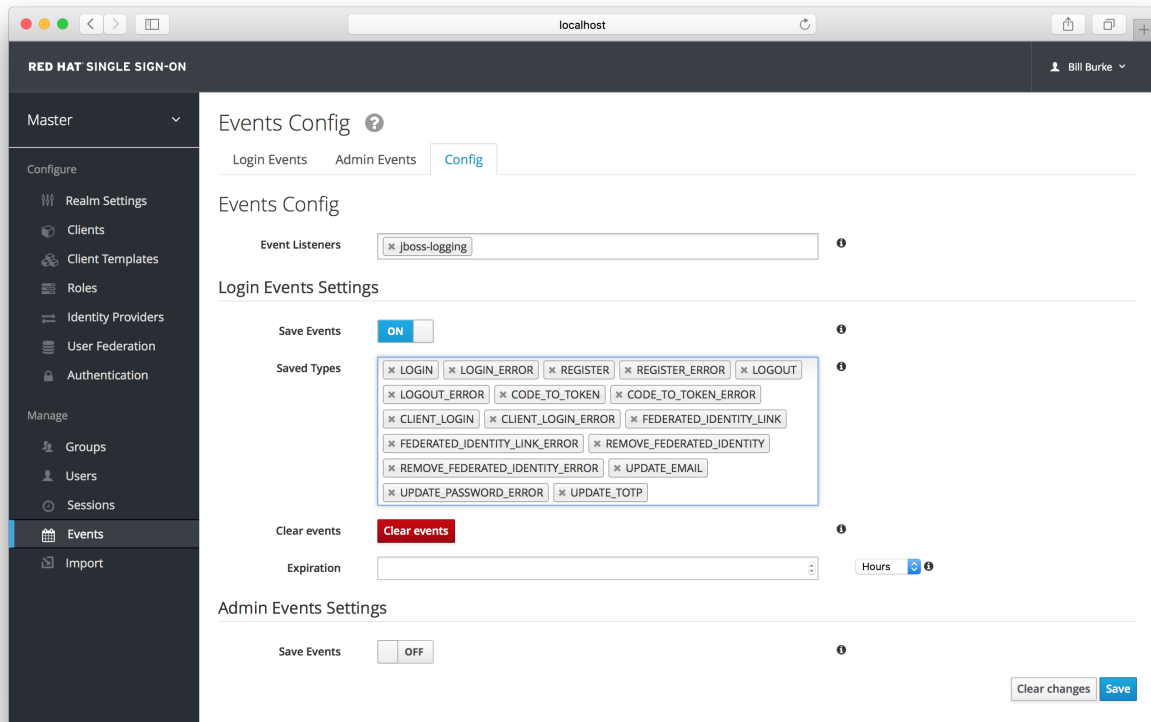 localhost
RED HAT SINGLE SIGN-ON
Bill Burke
Master
Configure
Realm Settings
Clients
Client Templates
Roles
Identity Providers
User Federation
Authentication
Manage
Groups
Users
Sessions
Events
Import
Events Config
Login Events Admin Events Config
Events Config
Event Listeners jboss-logging
Login Events Settings
Save Events ON
Saved Types LOGIN LOGIN_ERROR REGISTER REGISTER_ERROR LOGOUT
LOGOUT_ERROR CODE_TO_TOKEN CODE_TO_TOKEN_ERROR
CLIENT_LOGIN CLIENT_LOGIN_ERROR FEDERATED_IDENTITY_LINK
FEDERATED_IDENTITY_LINK_ERROR REMOVE_FEDERATED_IDENTITY
REMOVE_FEDERATED_IDENTITY_ERROR UPDATE_EMAIL
UPDATE_PASSWORD_ERROR UPDATE_TOTP
Clear events Clear events
Expiration Hours
Admin Events Settings
Save Events OFF
Clear changes Save